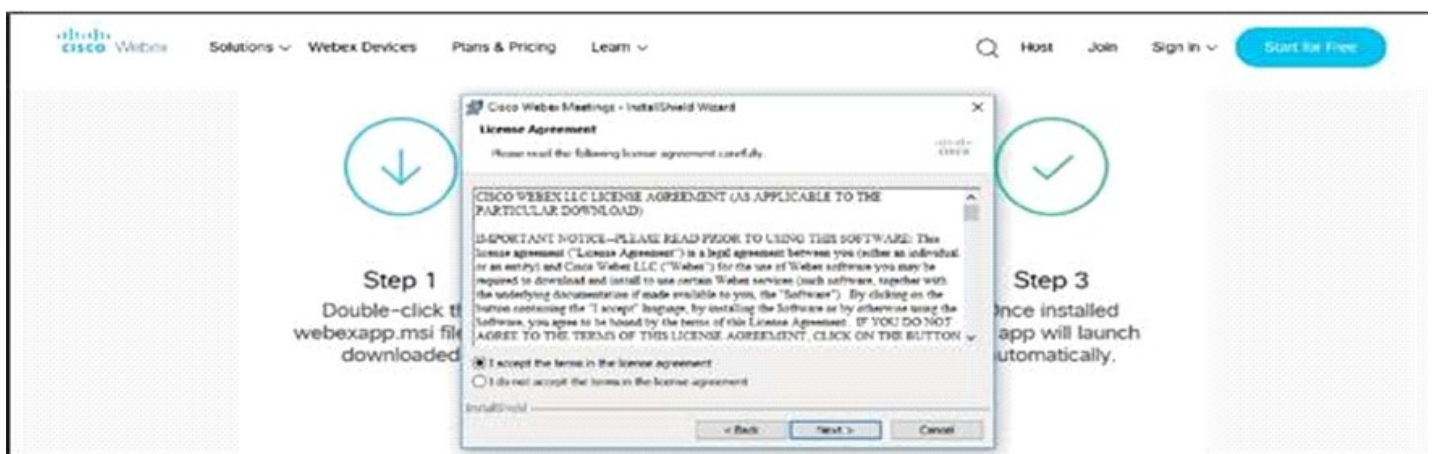 CISCO Webex
Solutions
Webex Devices
Plans & Pricing
Learn
Host
Join
Sign In
Start for Free
Cisco Webex Meetings - InstallShield Wizard
License Agreement
Please read the following license agreement carefully.
CISCO
CISCO WEBEX LLC LICENSE AGREEMENT (AS APPLICABLE TO THE
PARTICULAR DOWNLOAD)
IMPORTANT NOTICE--PLEASE READ PRIOR TO USING THIS SOFTWARE: This
license agreement ("License Agreement") is a legal agreement between you (either an individual
or an entity) and Cisco Webex LLC ("Webex") for the use of Webex software you may be
required to download and install to use certain Webex services (such software, together with
the underlying documentation if made available to you, the "Software"). By clicking on the
button containing the "I accept" language, by installing the Software or by otherwise using the
Software, you agree to be bound by the terms of this License Agreement. IF YOU DO NOT
AGREE TO THE TERMS OF THIS LICENSE AGREEMENT, CLICK ON THE BUTTON
I accept the terms in the license agreement
I do not accept the terms in the license agreement
InstallShield
< Back
Next >
Cancel
Step 1
Double-click
webexapp.msi
downloaded
Step 3
installed
app will launch
utomatically.